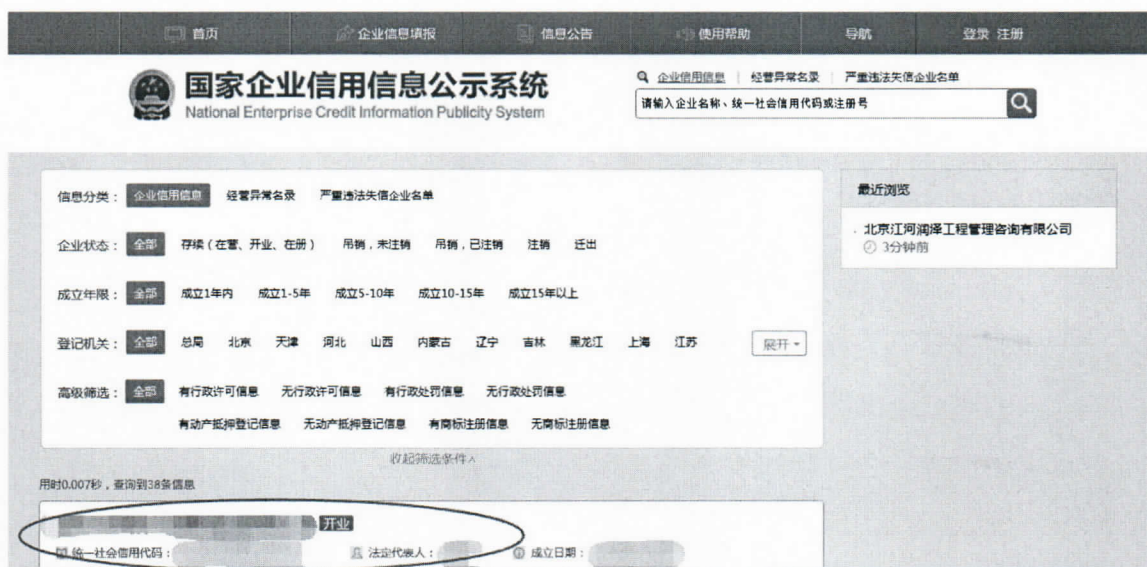 首页 企业信息填报 信息公告 使用帮助 导航 登录 注册
国家企业信用信息公示系统
National Enterprise Credit Information Publicity System
企业信用信息 | 经营异常名录 | 严重违法失信企业名单
请输入企业名称、统一社会信用代码或注册号
信息分类： 企业信用信息 经营异常名录 严重违法失信企业名单
企业状态： 全部 存续（在营、开业、在册） 吊销，未注销 吊销，已注销 注销 迁出
成立年限： 全部 成立1年内 成立1-5年 成立5-10年 成立10-15年 成立15年以上
登记机关： 全部 总局 北京 天津 河北 山西 内蒙古 辽宁 吉林 黑龙江 上海 江苏 展开
高级筛选： 全部 有行政许可信息 无行政许可信息 有行政处罚信息 无行政处罚信息
有动产抵押登记信息 无动产抵押登记信息 有商标注册信息 无商标注册信息
收起筛选条件
最近浏览
北京江河润泽工程管理咨询有限公司
3分钟前
用时0.007秒，查询到38条信息
开业
统一社会信用代码： 法定代表人： 成立日期：